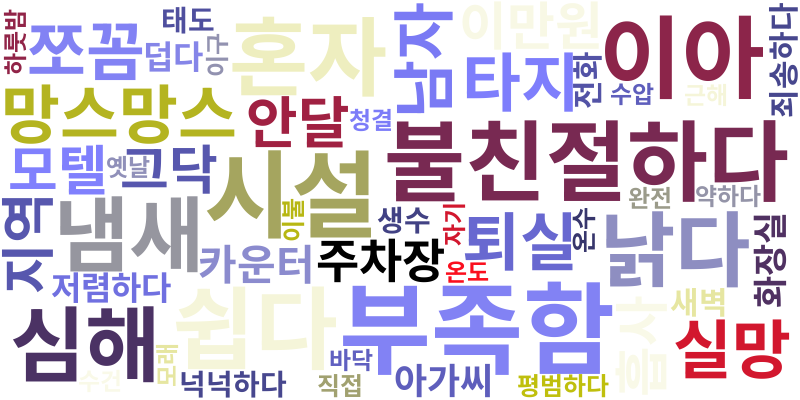 하룻밤
쪼꼼
태도
덥다
이구
혼자
남자
이만원
타지
전화
이아
수압
근해
죄송하다
망스망스
안달
청결
불친절하다
모텔
옛날
그닥
시설
이불
생수
자기
완전
약하다
지역
냄새
카운터
주차장
온도
퇴실
온수
낡다
화장실
저렴하다
심해
쉽다
부족함
흡사
새벽
실망
수건
모래
넉넉하다
바닥
직접
아가씨
평범하다